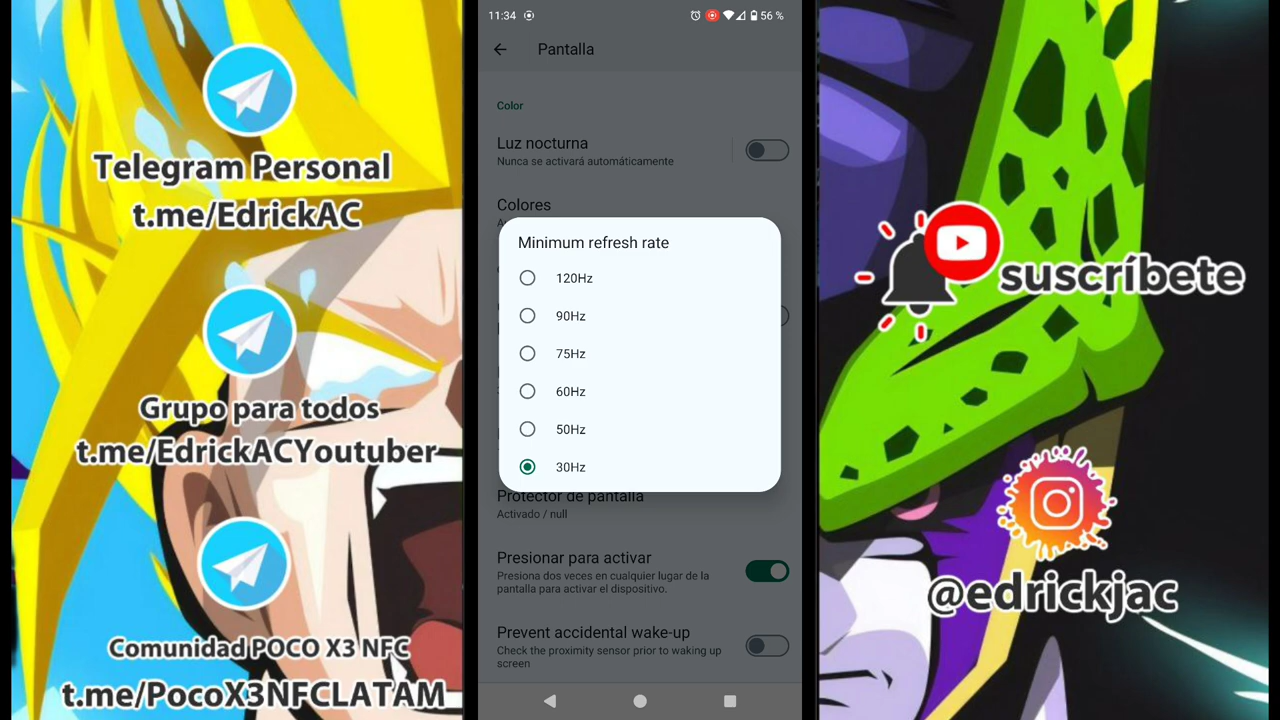 Telegram Personal
t.me/EdrickAC
Grupo para todos
t.me/EdrickACYoutuber
Comunidad POCO X3 NFC
t.me/PocoX3NFCLATAM
11:34
56 %
Pantalla
Color
Luz nocturna
Nunca se activará automáticamente
Colores
Minimum refresh rate
120Hz
90Hz
75Hz
60Hz
50Hz
30Hz
Protector de pantalla
Activado / null
Presionar para activar
Presiona dos veces en cualquier lugar de la
pantalla para activar el dispositivo.
Prevent accidental wake-up
Check the proximity sensor prior to waking up
screen
suscríbete
@edrickjac